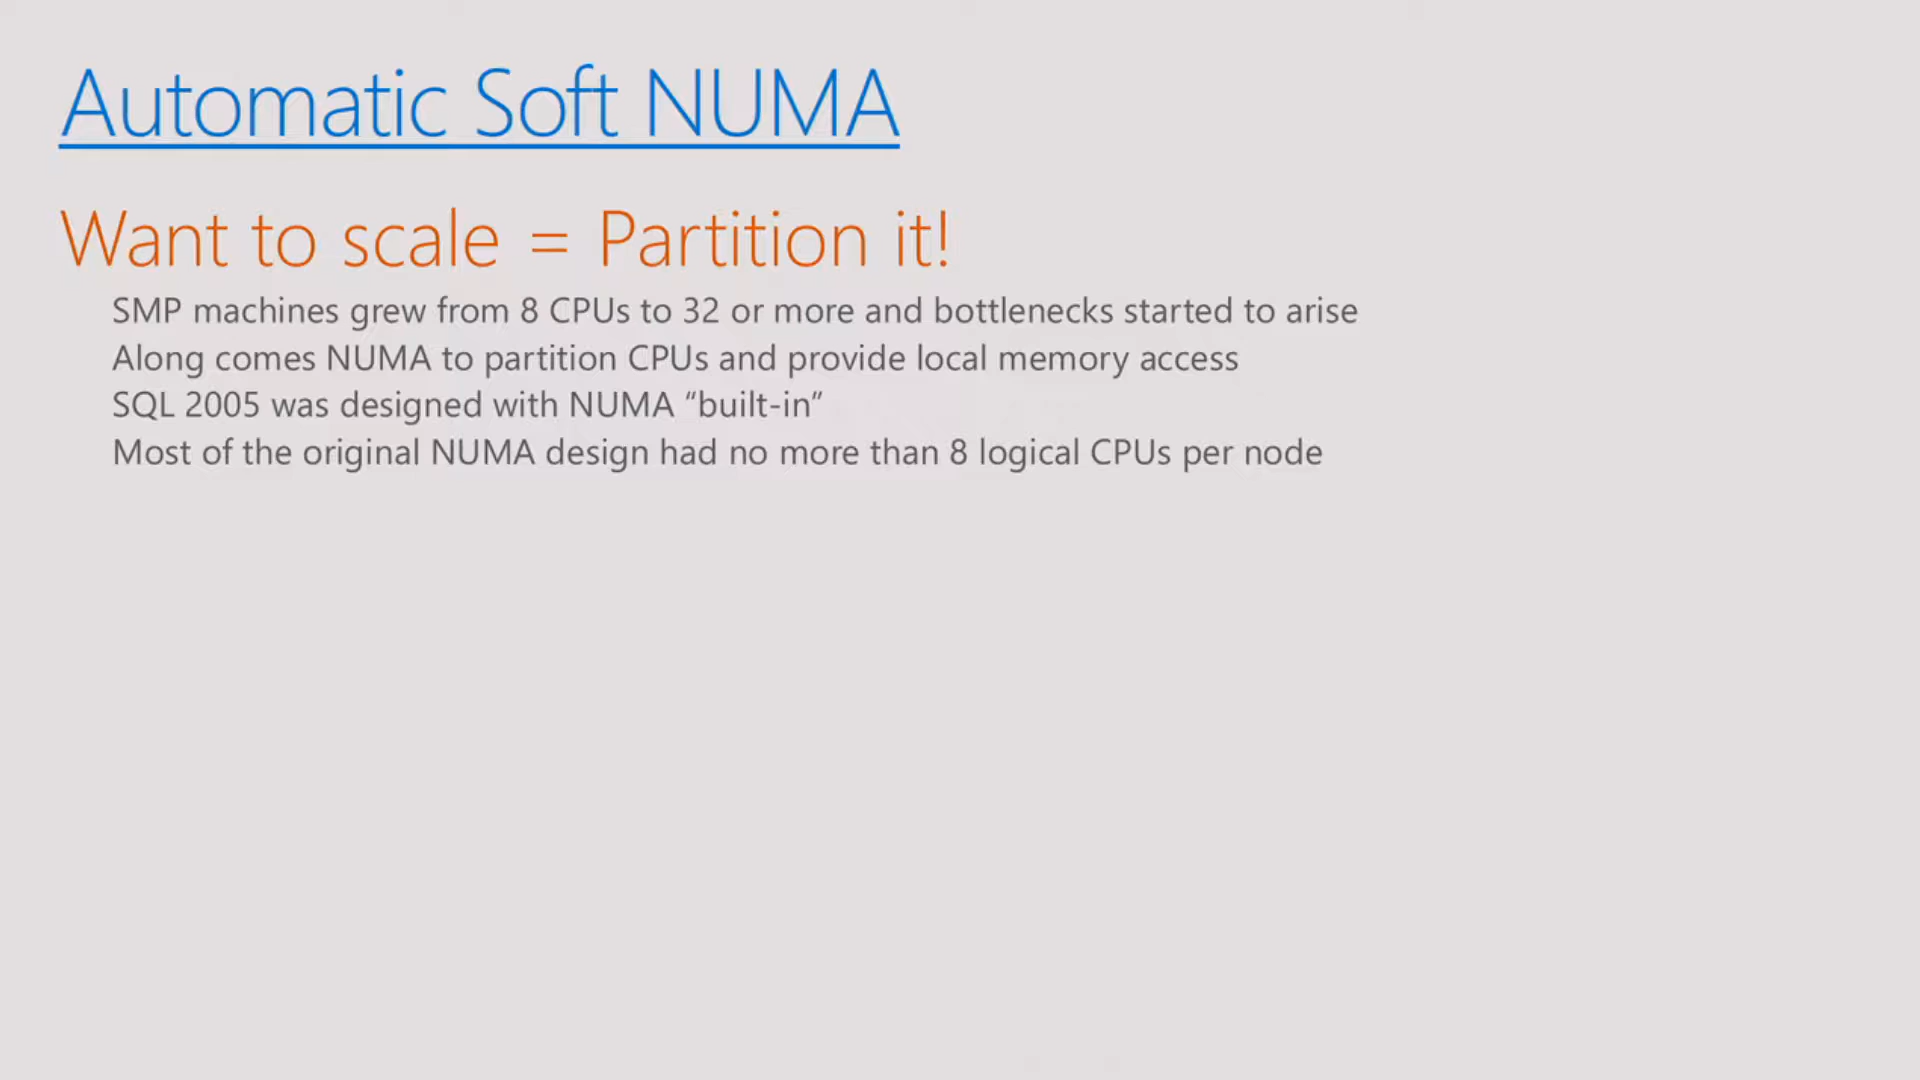 Automatic Soft NUMA
Want to scale = Partition it!
SMP machines grew from 8 CPUs to 32 or more and bottlenecks started to arise
Along comes NUMA to partition CPUs and provide local memory access
SQL 2005 was designed with NUMA “built-in”
Most of the original NUMA design had no more than 8 logical CPUs per node